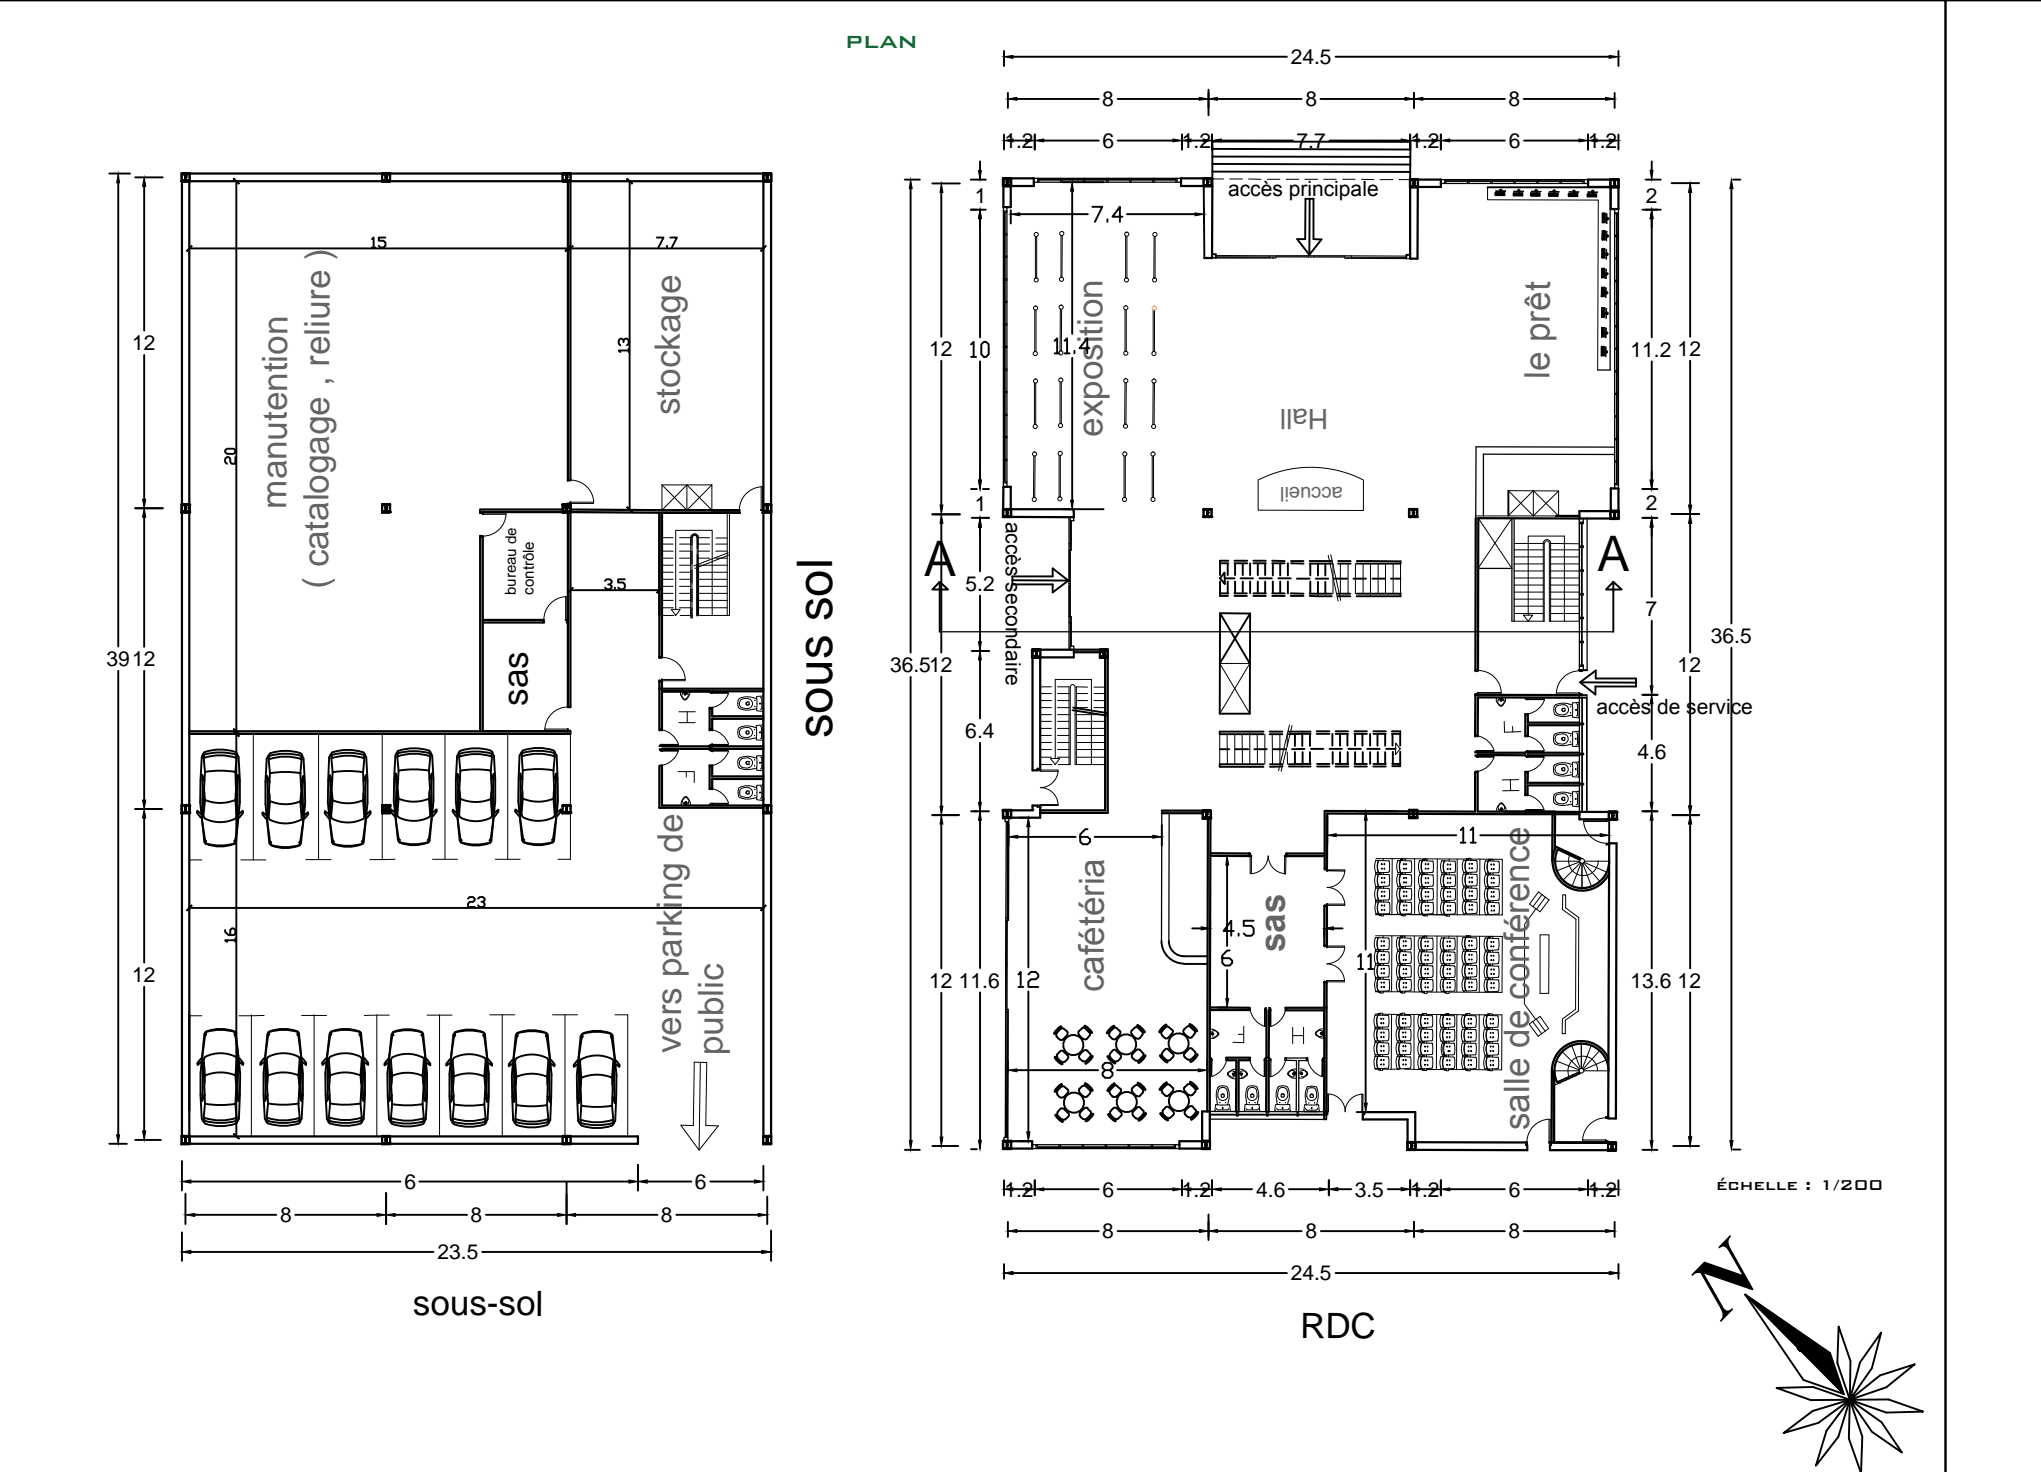 PLAN
24.5
8
8
8
1.2
6
1.2
7.7
1.2
6
1.2
15
7.7
12
39
12
12
20
13
16
manutention
( catalogage , reliure )
stockage
bureau de
contrôle
3.5
sas
H
F
23
vers parking de
public
6
6
8
8
8
23.5
sous-sol
sous sol
accès principale
7.4
1
10
1
12
11.4
exposition
Hall
accueil
le prêt
2
11.2
2
12
A
A
accès secondaire
5.2
6.4
36.5
12
7
12
36.5
accès de service
4.6
F
H
6
cafétéria
12
11.6
12
8
4.5
6
sas
F
H
11
11
salle de conférence
13.6
12
1.2
6
1.2
4.6
3.5
1.2
6
1.2
8
8
8
24.5
RDC
échelle : 1/200
N